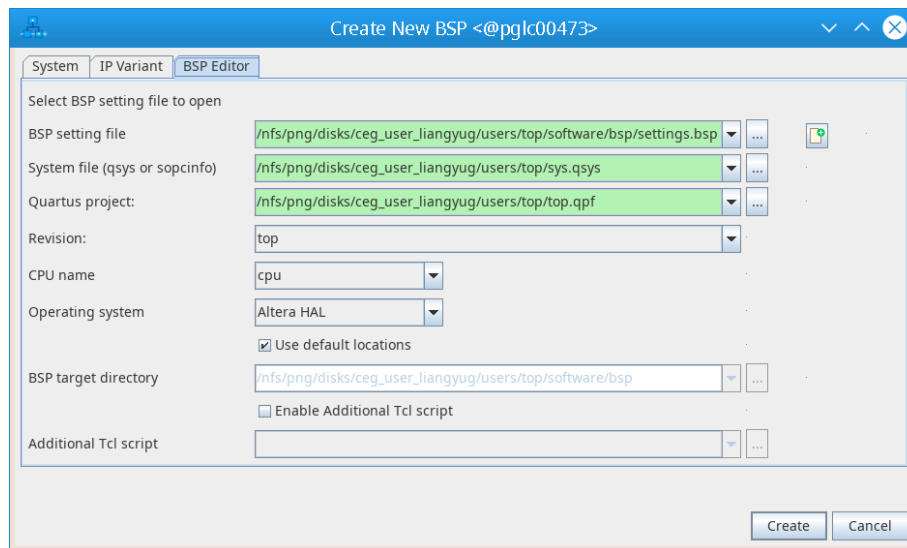 Create New BSP <@pglc00473>
System IP Variant BSP Editor
Select BSP setting file to open
BSP setting file /nfs/png/disks/ceg_user_liangyug/users/top/software/bsp/settings.bsp ...
System file (qsys or sopcinfo) /nfs/png/disks/ceg_user_liangyug/users/top/sys.qsys ...
Quartus project: /nfs/png/disks/ceg_user_liangyug/users/top/top.qpf ...
Revision: top
CPU name cpu
Operating system Altera HAL
Use default locations
BSP target directory /nfs/png/disks/ceg_user_liangyug/users/top/software/bsp ...
Enable Additional Tcl script
Additional Tcl script ...
Create Cancel